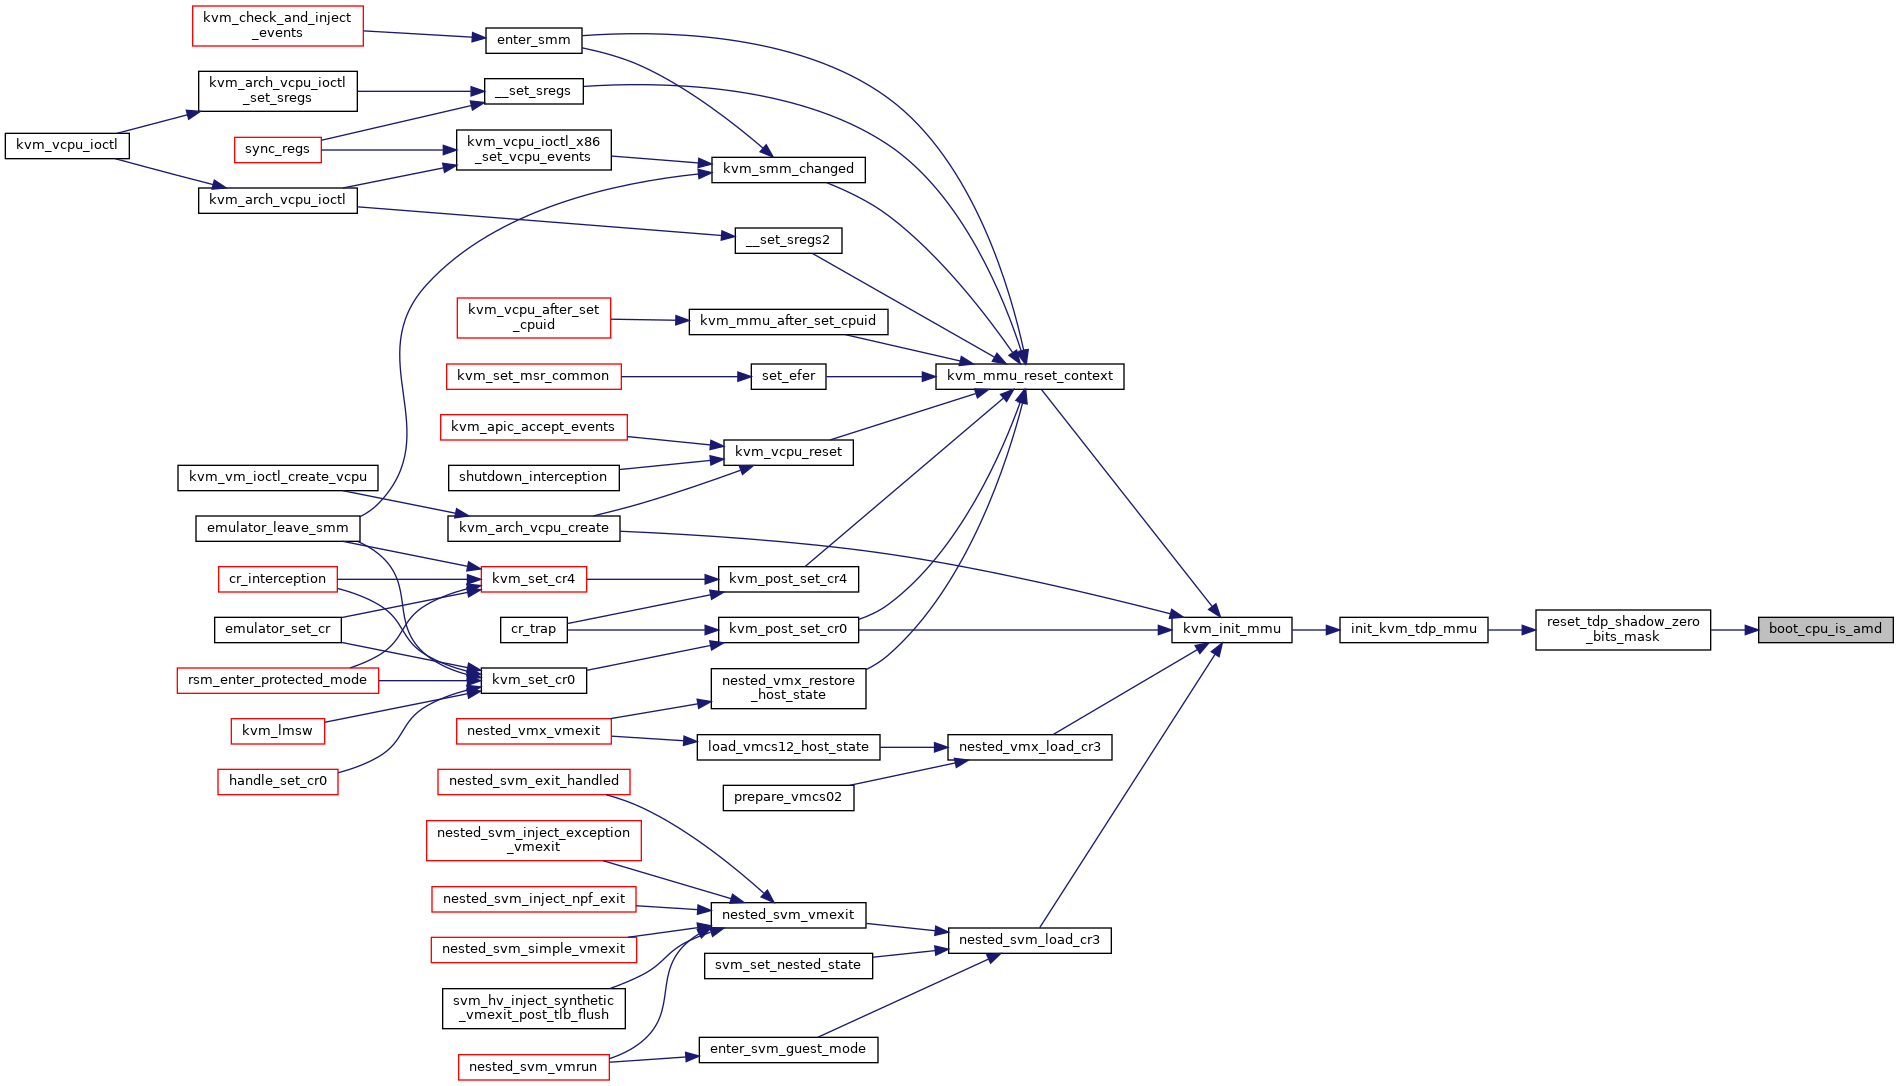 kvm_check_and_inject
_events
enter_smm
kvm_arch_vcpu_ioctl
_set_sregs
__set_sregs
kvm_vcpu_ioctl
sync_regs
kvm_vcpu_ioctl_x86
_set_vcpu_events
kvm_smm_changed
kvm_arch_vcpu_ioctl
__set_sregs2
kvm_vcpu_after_set
_cpuid
kvm_mmu_after_set_cpuid
kvm_set_msr_common
set_efer
kvm_mmu_reset_context
kvm_apic_accept_events
kvm_vcpu_reset
kvm_vm_ioctl_create_vcpu
shutdown_interception
emulator_leave_smm
kvm_arch_vcpu_create
cr_interception
kvm_set_cr4
kvm_post_set_cr4
emulator_set_cr
cr_trap
kvm_post_set_cr0
kvm_init_mmu
init_kvm_tdp_mmu
reset_tdp_shadow_zero
_bits_mask
boot_cpu_is_amd
rsm_enter_protected_mode
kvm_set_cr0
nested_vmx_restore
_host_state
kvm_lmsw
nested_vmx_vmexit
load_vmcs12_host_state
nested_vmx_load_cr3
handle_set_cr0
nested_svm_exit_handled
prepare_vmcs02
nested_svm_inject_exception
_vmexit
nested_svm_inject_npf_exit
nested_svm_vmexit
nested_svm_simple_vmexit
nested_svm_load_cr3
svm_set_nested_state
svm_hv_inject_synthetic
_vmexit_post_tlb_flush
enter_svm_guest_mode
nested_svm_vmrun